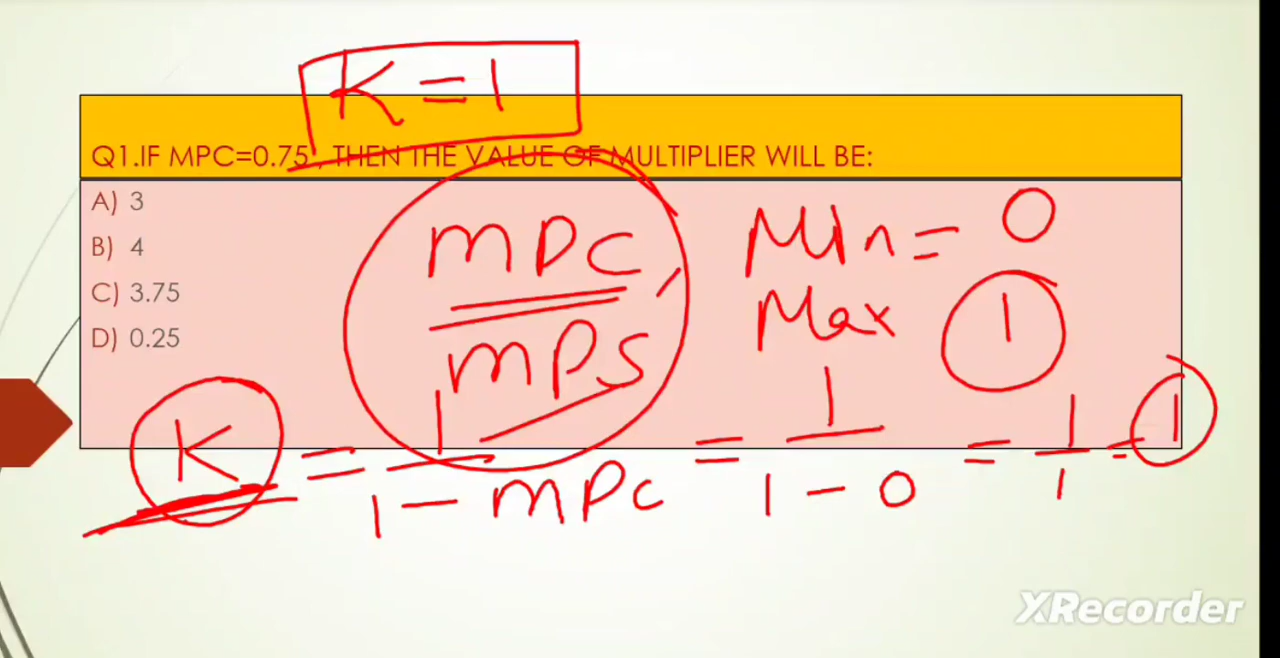 K = 1
Q1.IF MPC=0.75 , THEN THE VALUE OF MULTIPLIER WILL BE:
A) 3
B) 4
C) 3.75
D) 0.25
MPC
MPS
Min = 0
Max 1
K = 1 / 1 - MPC = 1 / 1 - 0 = 1 / 1 = 1
XRecorder